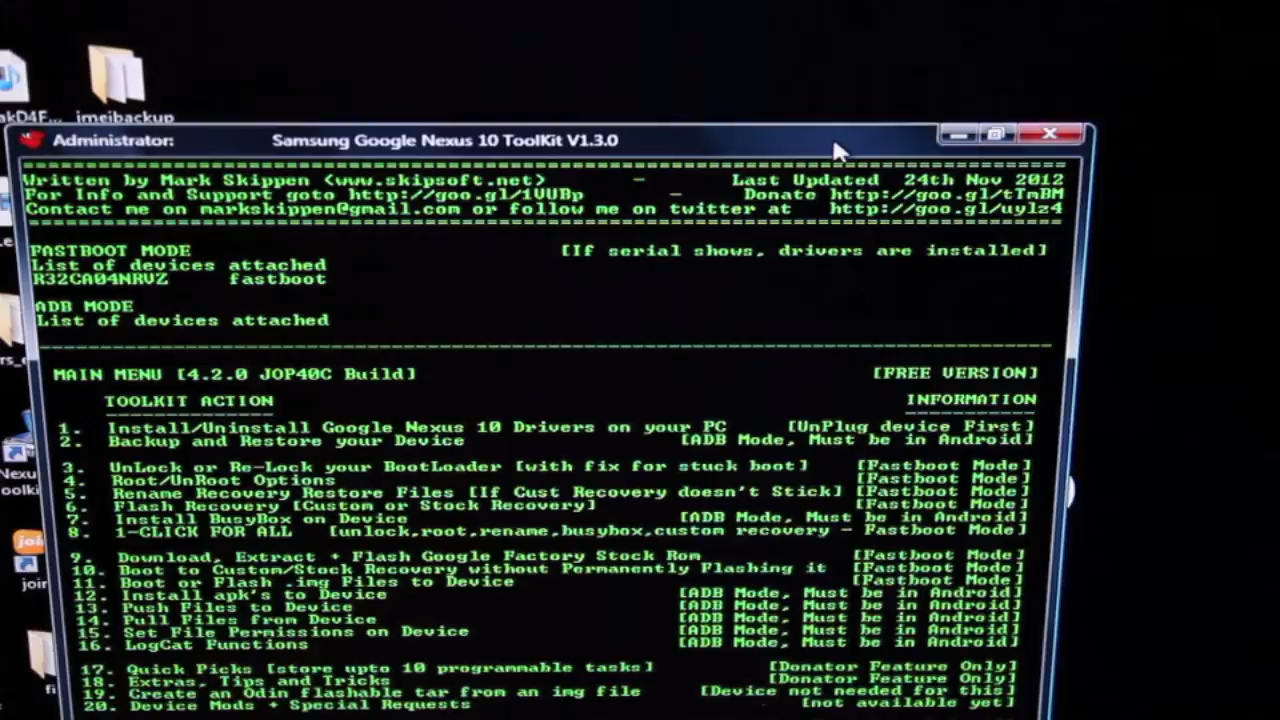 akD4F... imeibackup
Administrator: Samsung Google Nexus 10 ToolKit V1.3.0
Written by Mark Skippen <www.skipsoft.net> - Last Updated 24th Nov 2012
For Info and Support goto http://goo.gl/1VUBp - Donate http://goo.gl/tTmBM
Contact me on markskippen@gmail.com or follow me on twitter at http://goo.gl/uylz4
FASTBOOT MODE [If serial shows, drivers are installed]
List of devices attached
R32CA04NRVZ fastboot
ADB MODE
List of devices attached
MAIN MENU [4.2.0 JOP40C Build] [FREE VERSION]
TOOLKIT ACTION INFORMATION
1. Install/Uninstall Google Nexus 10 Drivers on your PC [UnPlug device First]
2. Backup and Restore your Device [ADB Mode, Must be in Android]
3. UnLock or Re-Lock your BootLoader [with fix for stuck boot] [Fastboot Mode]
4. Root/UnRoot Options [Fastboot Mode]
5. Rename Recovery Restore Files [If Cust Recovery doesn't Stick] [Fastboot Mode]
6. Flash Recovery [Custom or Stock Recovery] [Fastboot Mode]
7. Install BusyBox on Device [ADB Mode, Must be in Android]
8. 1-CLICK FOR ALL [unlock,root,rename,busybox,custom recovery - Fastboot Mode]
9. Download, Extract + Flash Google Factory Stock Rom [Fastboot Mode]
10. Boot to Custom/Stock Recovery without Permanently Flashing it [Fastboot Mode]
11. Boot or Flash .img Files to Device [Fastboot Mode]
12. Install apk's to Device [ADB Mode, Must be in Android]
13. Push Files to Device [ADB Mode, Must be in Android]
14. Pull Files from Device [ADB Mode, Must be in Android]
15. Set File Permissions on Device [ADB Mode, Must be in Android]
16. LogCat Functions [ADB Mode, Must be in Android]
17. Quick Picks [store upto 10 programmable tasks] [Donator Feature Only]
18. Extras, Tips and Tricks [Donator Feature Only]
19. Create an Odin flashable tar from an img file [Device not needed for this]
20. Device Mods + Special Requests [not available yet]
Nexus
oolki
join